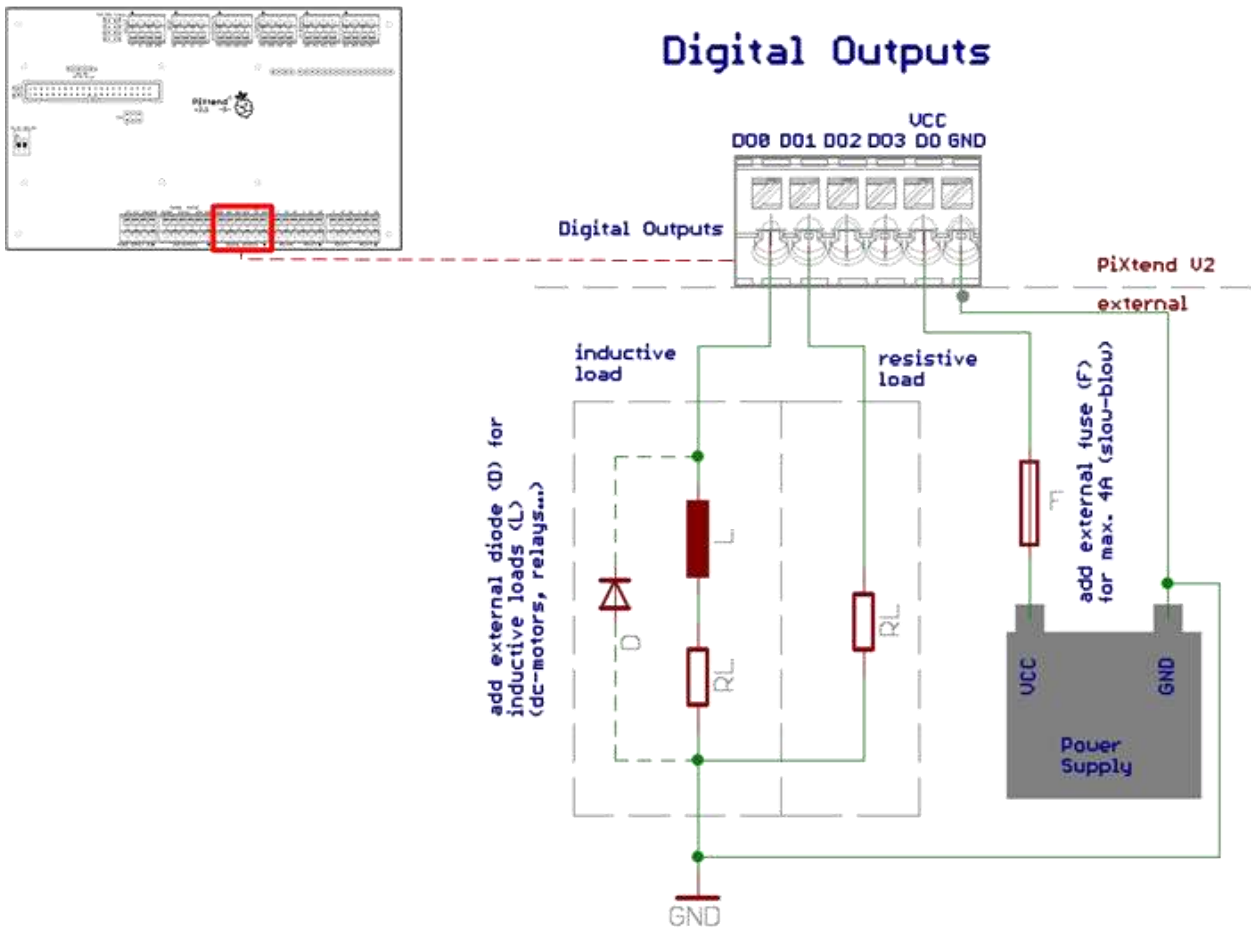 Digital Outputs
VCC
DO0 DO1 DO2 DO3 DO GND
Digital Outputs
PiXtend V2
external
inductive
load
resistive
load
add external diode (D) for
inductive loads (L)
(dc-motors, relays...)
add external fuse (F)
for max. 4A (slow-blow)
L
F
D
RL
RL
VCC
GND
Power
Supply
GND
PiXtend